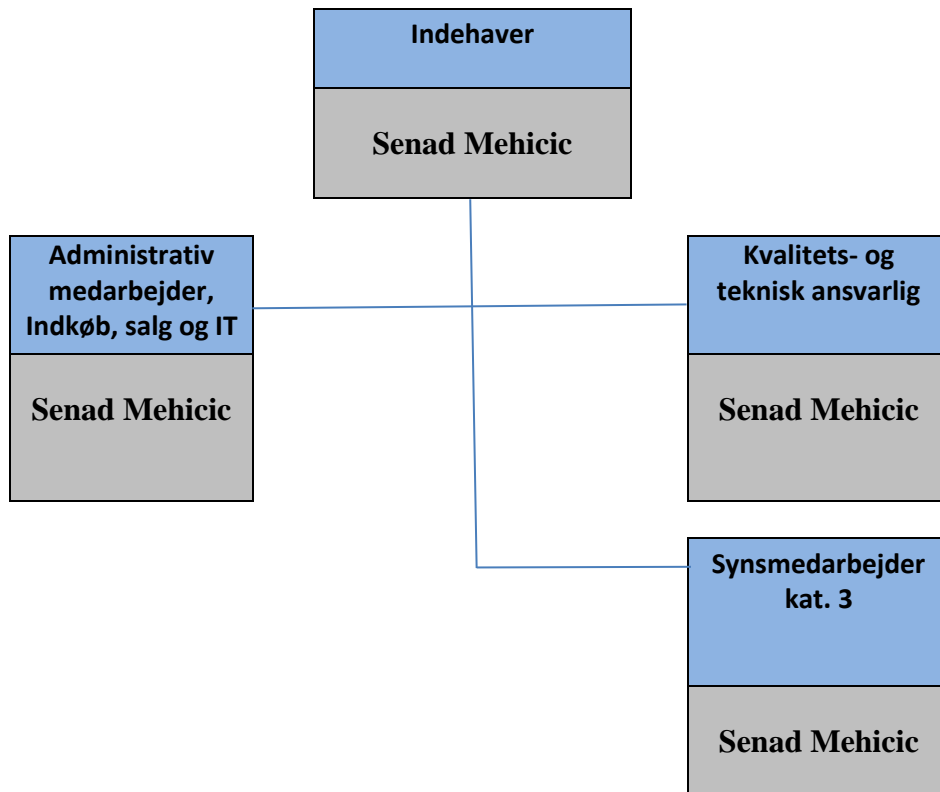 Indehaver
Senad Mehicic
Administrativ
medarbejder,
Indkøb, salg og IT
Senad Mehicic
Kvalitets- og
teknisk ansvarlig
Senad Mehicic
Synsmedarbejder
kat. 3
Senad Mehicic